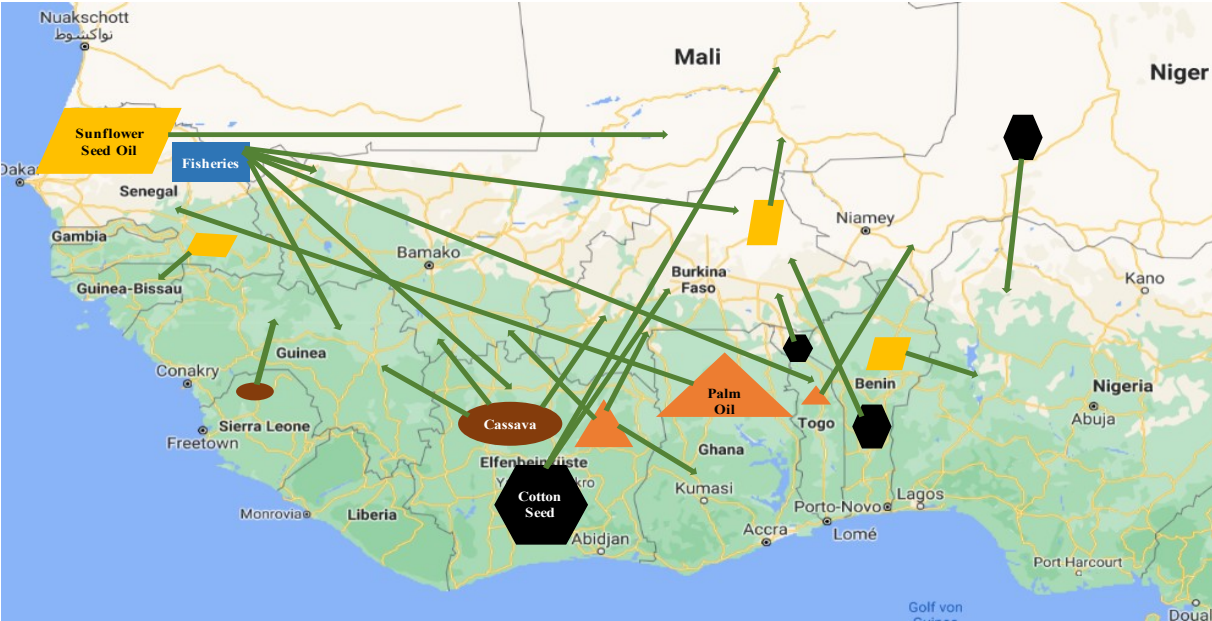 Nuakschott
نواكشوط
Mali
Niger
Sunflower
Seed Oil
Fisheries
Senegal
Gambia
Niamey
Bamako
Burkina
Faso
Kano
Guinea-Bissau
Guinea
Conakry
Benin
Nigeria
Palm
Oil
Abuja
Cassava
Togo
Sierra Leone
Freetown
Ghana
Cotton
Seed
Kumasi
Lagos
Porto-Novo
Monrovia
Liberia
Abidjan
Accra
Lomé
Port Harcourt
Golf von